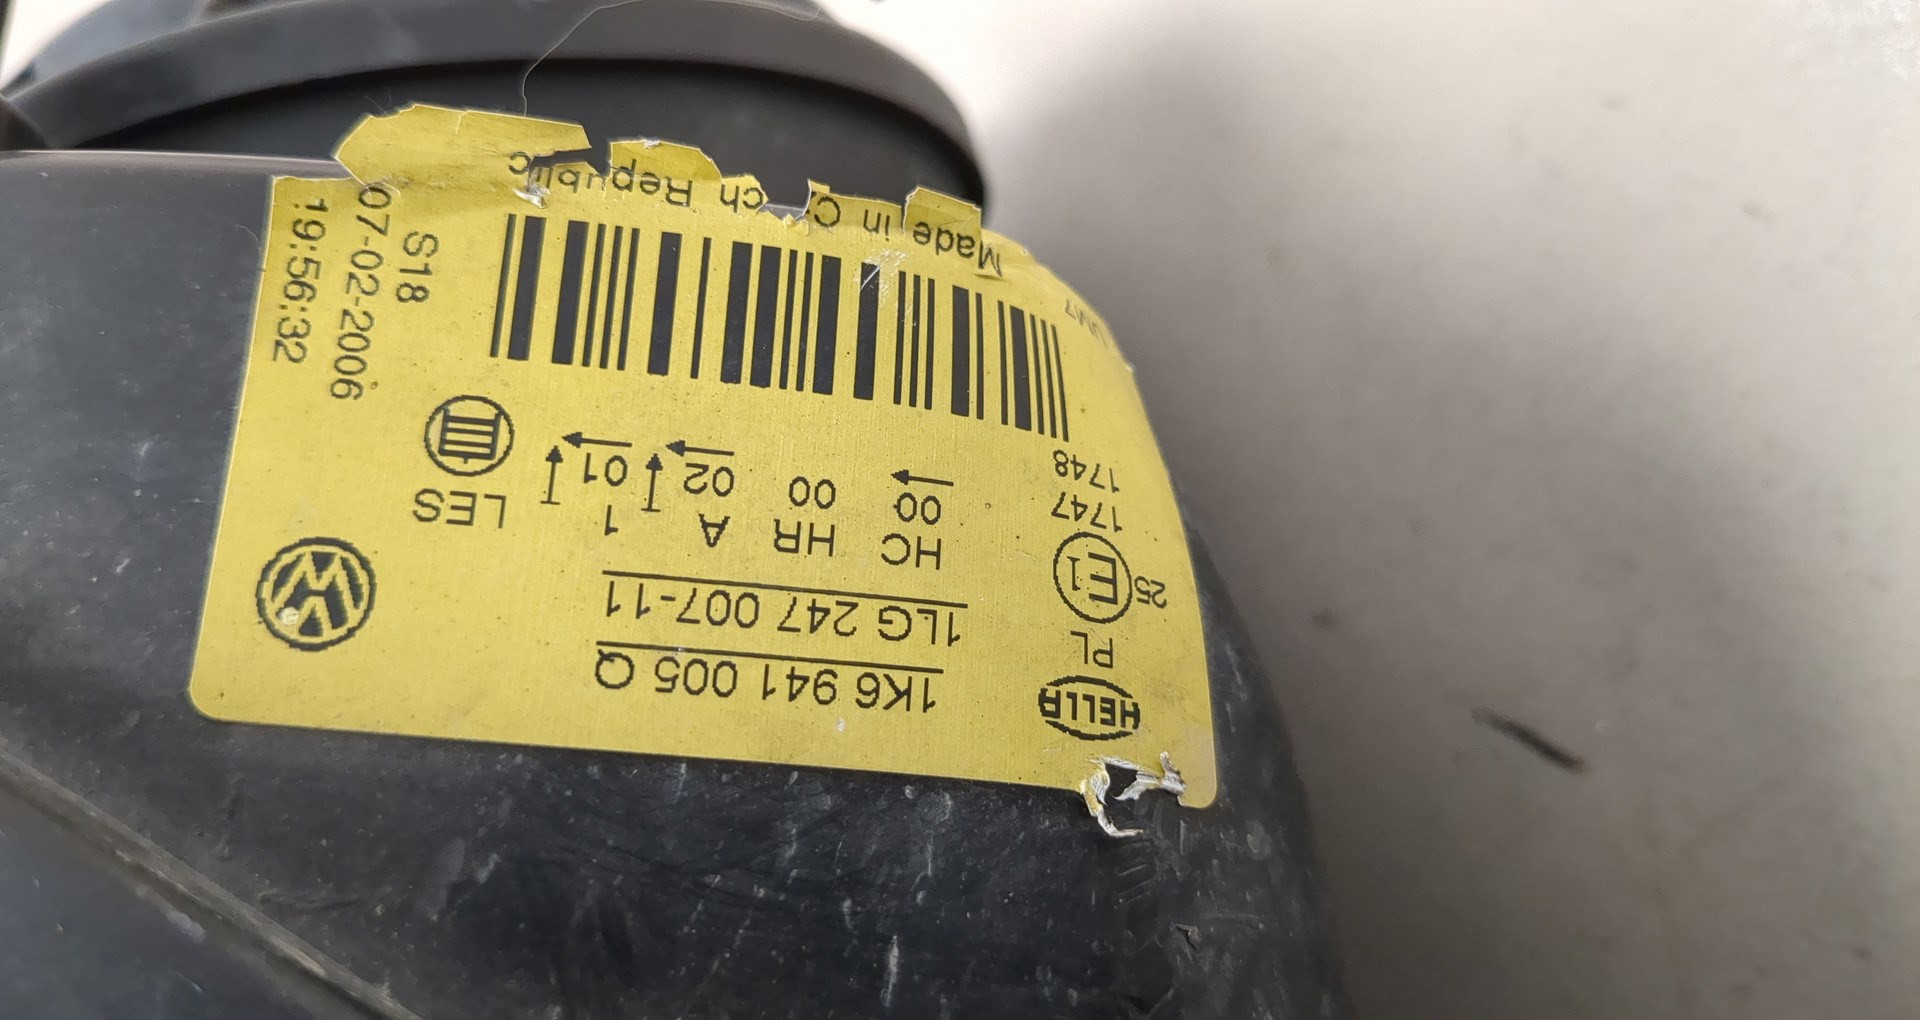 HELLA
PL
25 E1
1747
1748
1K6 941 005 Q
1LG 247 007-11
HC HR A 1
00 00 02 01
LES
S18
07-02-2006
19:56:32
Made in C ch Republic